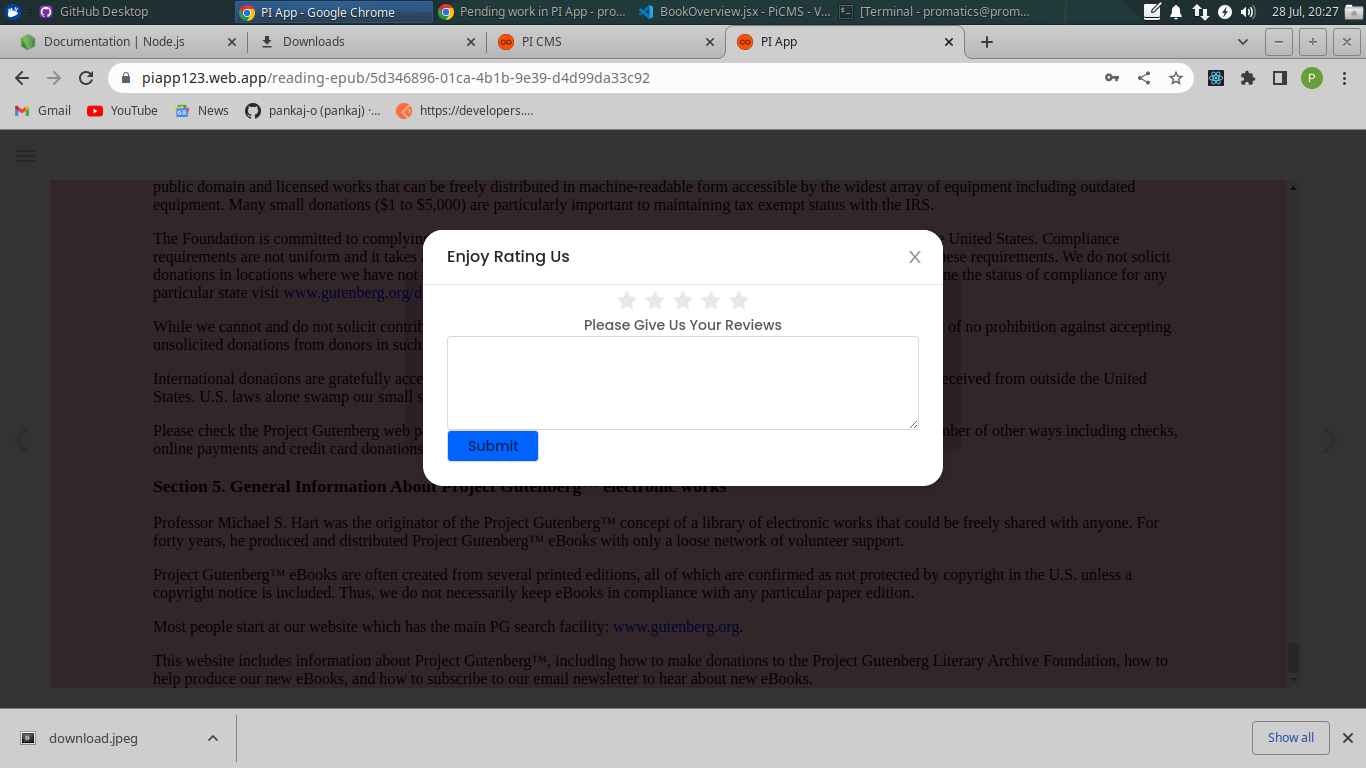 GitHub Desktop
PI App - Google Chrome
Pending work in PI App - pro...
BookOverview.jsx - PiCMS - V...
[Terminal - promatics@prom...
28 Jul, 20:27
Documentation | Node.js
Downloads
PI CMS
PI App
piapp123.web.app/reading-epub/5d346896-01ca-4b1b-9e39-d4d99da33c92
P
Gmail
YouTube
News
pankaj-o (pankaj) ·...
https://developers....
public domain and licensed works that can be freely distributed in machine-readable form accessible by the widest array of equipment including outdated
equipment. Many small donations ($1 to $5,000) are particularly important to maintaining tax exempt status with the IRS.
The Foundation is committed to complying United States. Compliance
requirements are not uniform and it takes these requirements. We do not solicit
donations in locations where we have not the status of compliance for any
particular state visit www.gutenberg.org/d
While we cannot and do not solicit contrib of no prohibition against accepting
unsolicited donations from donors in such
International donations are gratefully acce received from outside the United
States. U.S. laws alone swamp our small s
Please check the Project Gutenberg web p number of other ways including checks,
online payments and credit card donations
Enjoy Rating Us
X
Please Give Us Your Reviews
Submit
Section 5. General Information About Project Gutenberg™ electronic works
Professor Michael S. Hart was the originator of the Project Gutenberg™ concept of a library of electronic works that could be freely shared with anyone. For
forty years, he produced and distributed Project Gutenberg™ eBooks with only a loose network of volunteer support.
Project Gutenberg™ eBooks are often created from several printed editions, all of which are confirmed as not protected by copyright in the U.S. unless a
copyright notice is included. Thus, we do not necessarily keep eBooks in compliance with any particular paper edition.
Most people start at our website which has the main PG search facility: www.gutenberg.org.
This website includes information about Project Gutenberg™, including how to make donations to the Project Gutenberg Literary Archive Foundation, how to
help produce our new eBooks, and how to subscribe to our email newsletter to hear about new eBooks.
download.jpeg
Show all